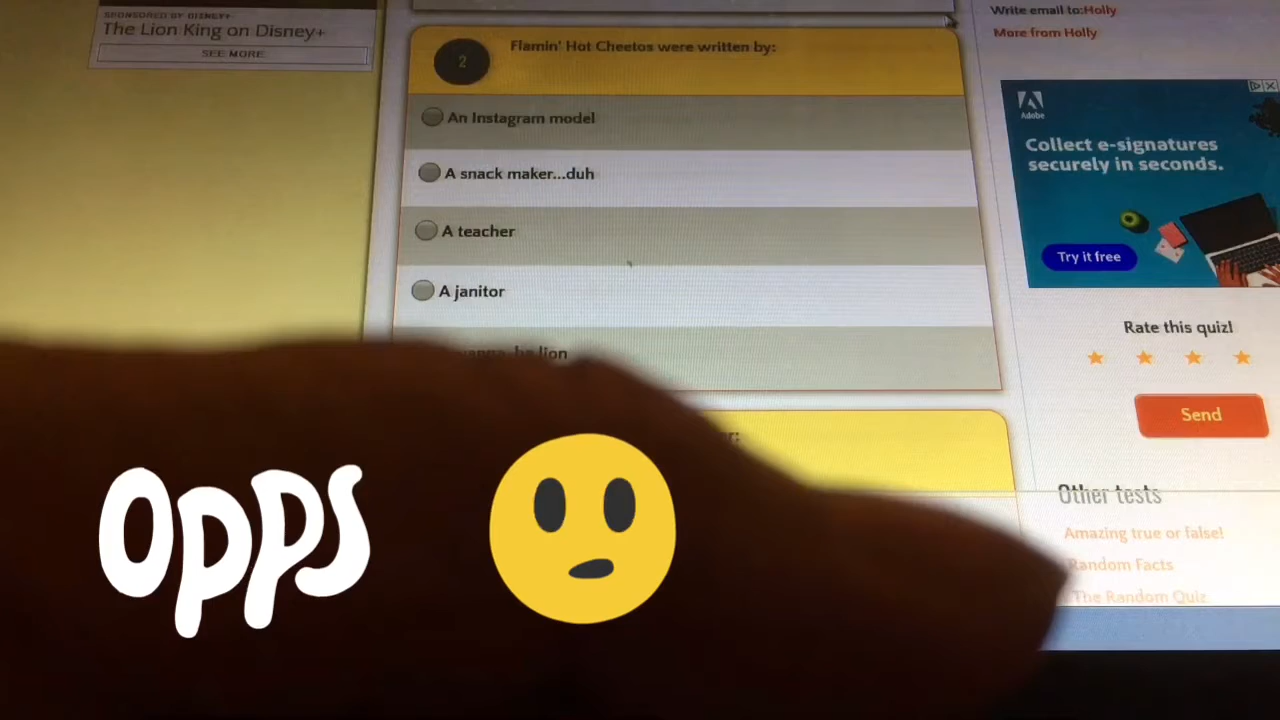 SPONSORED BY DISNEY+
The Lion King on Disney+
SEE MORE
2
Flamin' Hot Cheetos were written by:
An Instagram model
A snack maker...duh
A teacher
A janitor
lion
Write email to:Holly
More from Holly
Adobe
Collect e-signatures
securely in seconds.
Try it free
Rate this quiz!
Send
Other tests
Amazing true or false!
Random Facts
The Random Quiz
OPPS